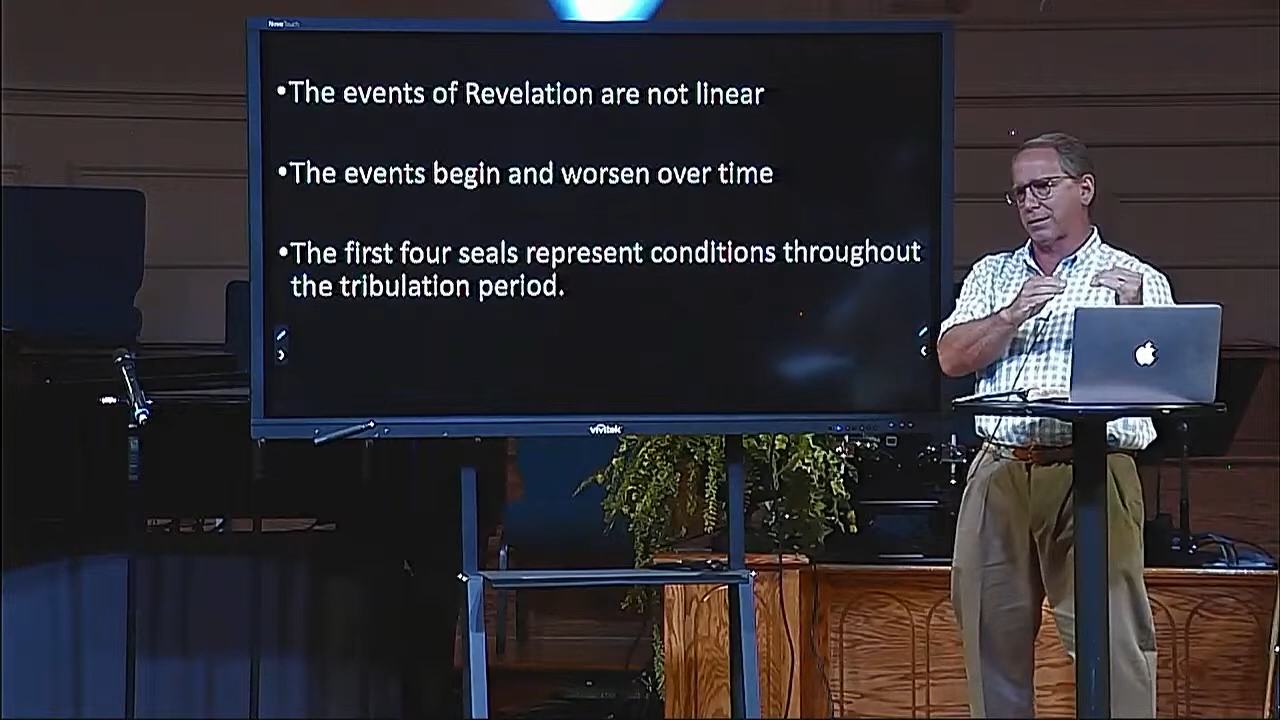 NovoTouch
•The events of Revelation are not linear
•The events begin and worsen over time
•The first four seals represent conditions throughout
the tribulation period.
vivitek